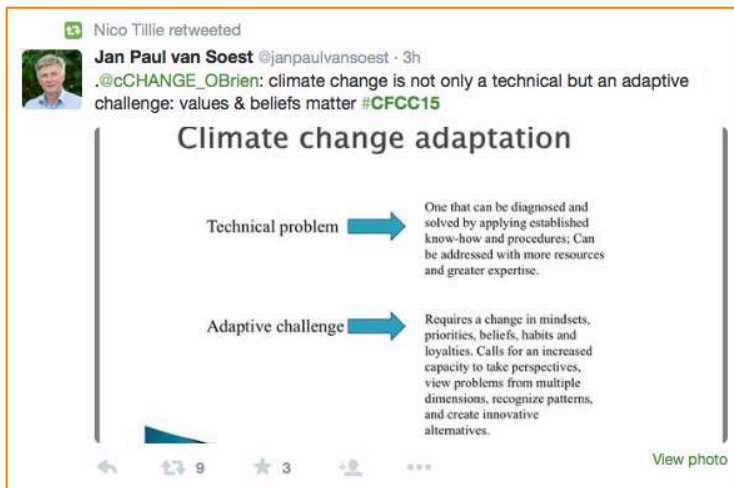 Nico Tillie retweeted
Jan Paul van Soest @janpaulvansoest · 3h
.@cCHANGE_OBrien: climate change is not only a technical but an adaptive
challenge: values & beliefs matter #CFCC15
Climate change adaptation
Technical problem
One that can be diagnosed and
solved by applying established
know-how and procedures; Can
be addressed with more resources
and greater expertise.
Adaptive challenge
Requires a change in mindsets,
priorities, beliefs, habits and
loyalties. Calls for an increased
capacity to take perspectives,
view problems from multiple
dimensions, recognize patterns,
and create innovative
alternatives.
9
3
View photo